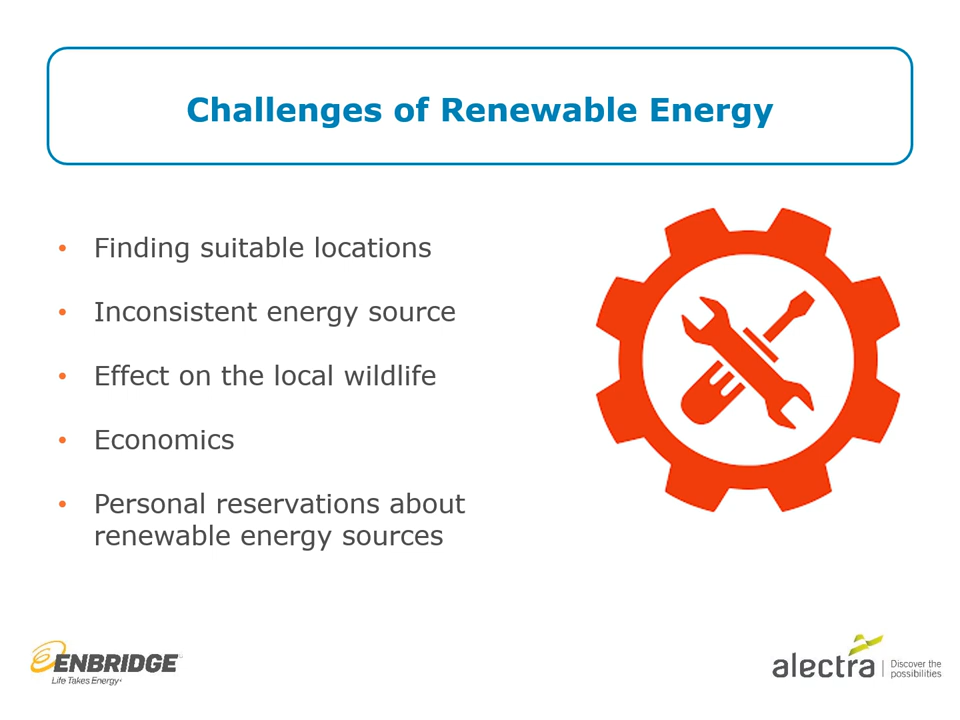 Challenges of Renewable Energy
• Finding suitable locations
• Inconsistent energy source
• Effect on the local wildlife
• Economics
• Personal reservations about
renewable energy sources
ENBRIDGE
Life Takes Energy
alectra
Discover the
possibilities